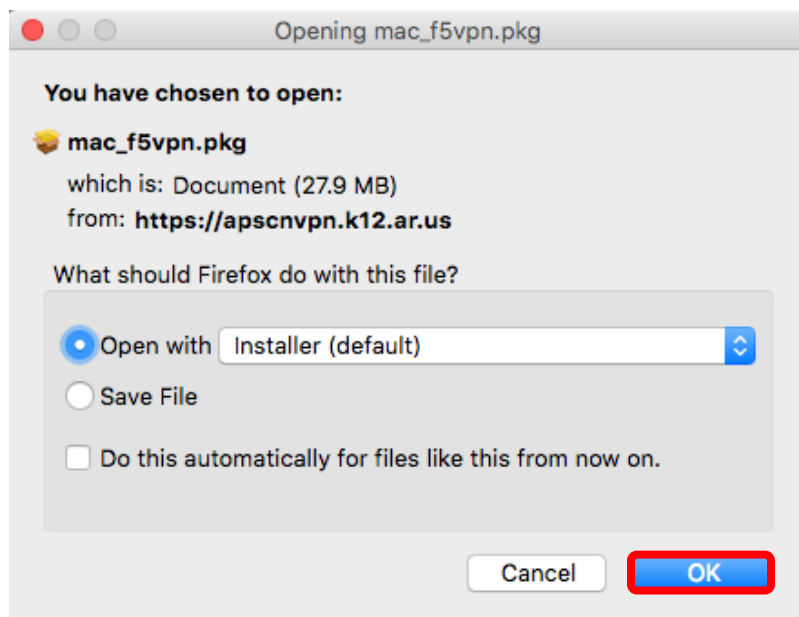 Opening mac_f5vpn.pkg
You have chosen to open:
mac_f5vpn.pkg
which is: Document (27.9 MB)
from: https://apscnvpn.k12.ar.us
What should Firefox do with this file?
Open with Installer (default)
Save File
Do this automatically for files like this from now on.
Cancel OK